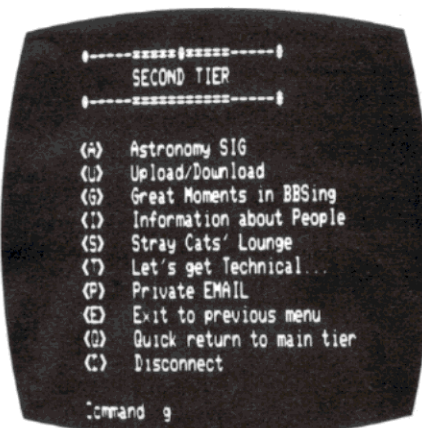 SECOND TIER
(A) Astronomy SIG
(U) Upload/Download
(G) Great Moments in BBSing
(I) Information about People
(S) Stray Cats' Lounge
(T) Let's get Technical...
(P) Private EMAIL
(E) Exit to previous menu
(Q) Quick return to main tier
(C) Disconnect
Command g